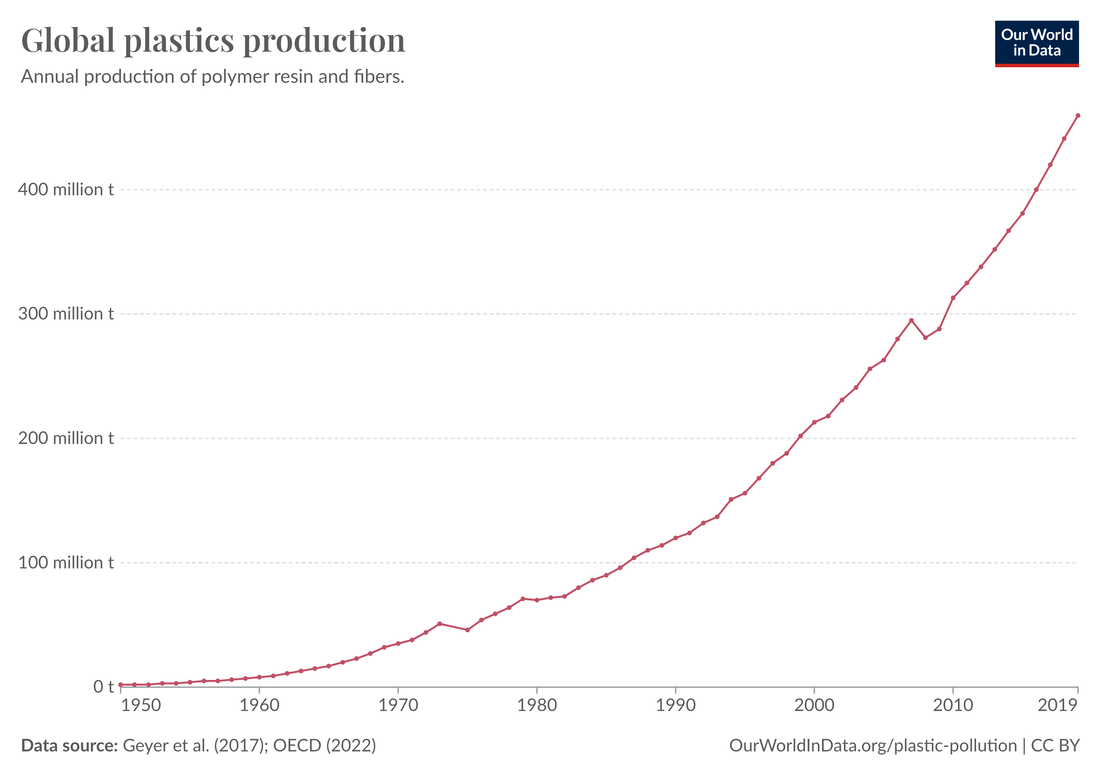 Global plastics production
Annual production of polymer resin and fibers.
Our World
in Data
400 million t
300 million t
200 million t
100 million t
0 t
1950 1960 1970 1980 1990 2000 2010 2019
Data source: Geyer et al. (2017); OECD (2022)
OurWorldInData.org/plastic-pollution | CC BY